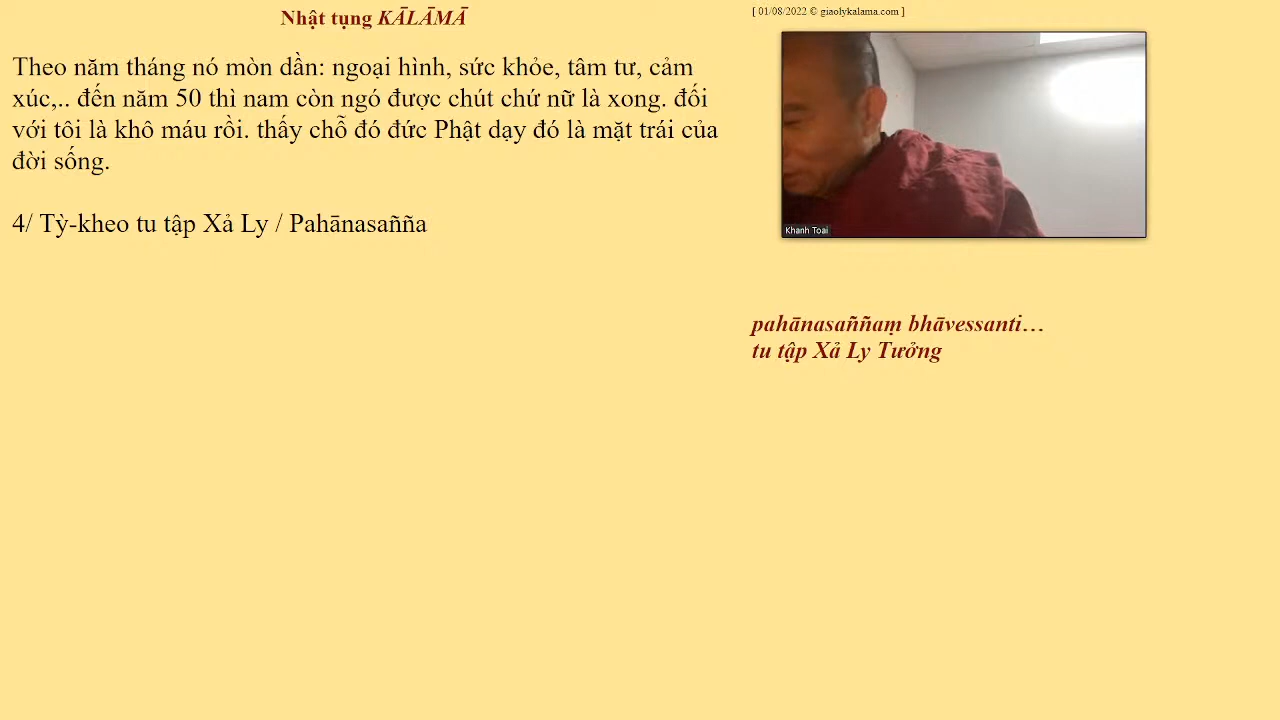 Nhật tụng KĀLĀMĀ
Theo năm tháng nó mòn dần: ngoại hình, sức khỏe, tâm tư, cảm
xúc,.. đến năm 50 thì nam còn ngó được chút chứ nữ là xong. đối
với tôi là khô máu rồi. thấy chỗ đó đức Phật dạy đó là mặt trái của
đời sống.
4/ Tỳ-kheo tu tập Xả Ly / Pahānasañña
[ 01/08/2022 © giaolykalama.com ]
Khanh Toai
pahānasaññaṃ bhāvessanti…
tu tập Xả Ly Tưởng